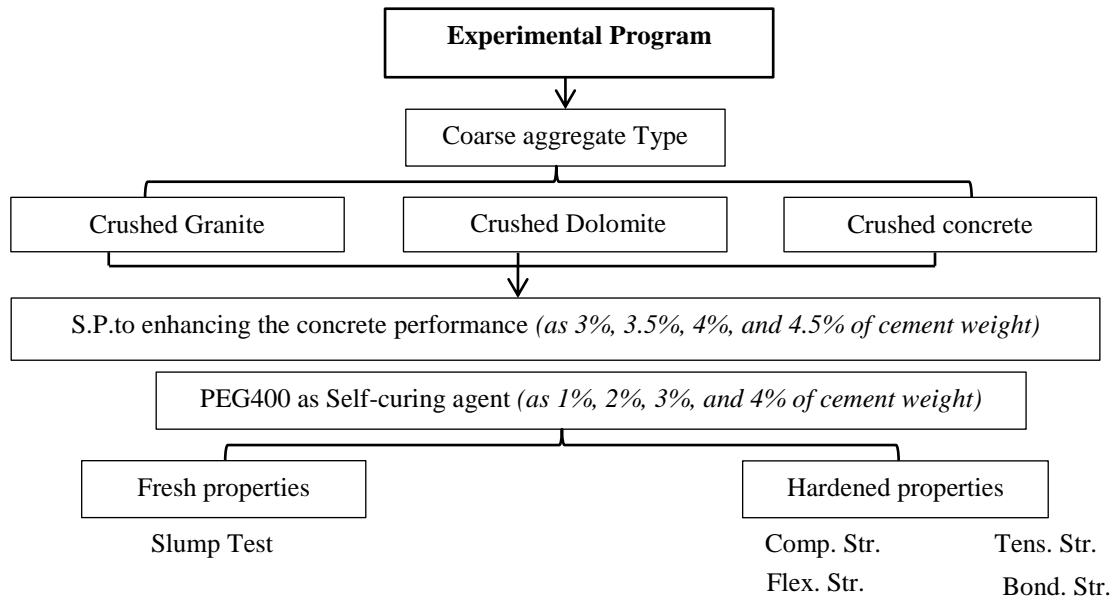 Experimental Program
Coarse aggregate Type
Crushed Granite
Crushed Dolomite
Crushed concrete
S.P.to enhancing the concrete performance (as 3%, 3.5%, 4%, and 4.5% of cement weight)
PEG400 as Self-curing agent (as 1%, 2%, 3%, and 4% of cement weight)
Fresh properties
Hardened properties
Slump Test
Comp. Str.
Tens. Str.
Flex. Str.
Bond. Str.